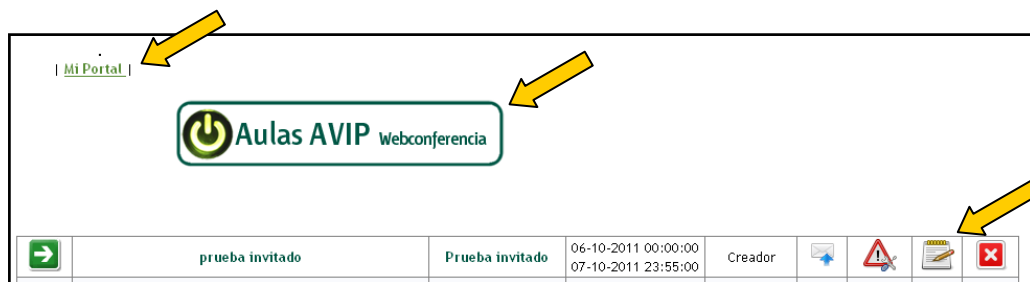 | Mi Portal |
Aulas AVIP Webconferencia
prueba invitado Prueba invitado 06-10-2011 00:00:00 Creador
07-10-2011 23:55:00